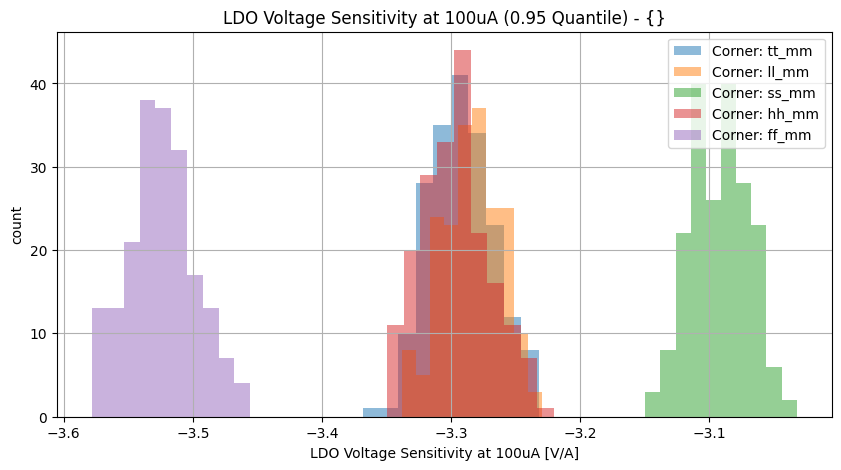 LDO Voltage Sensitivity at 100uA (0.95 Quantile) - {}
Corner: tt_mm
Corner: ll_mm
Corner: ss_mm
Corner: hh_mm
Corner: ff_mm
count
40
30
20
10
0
−3.6 −3.5 −3.4 −3.3 −3.2 −3.1
LDO Voltage Sensitivity at 100uA [V/A]